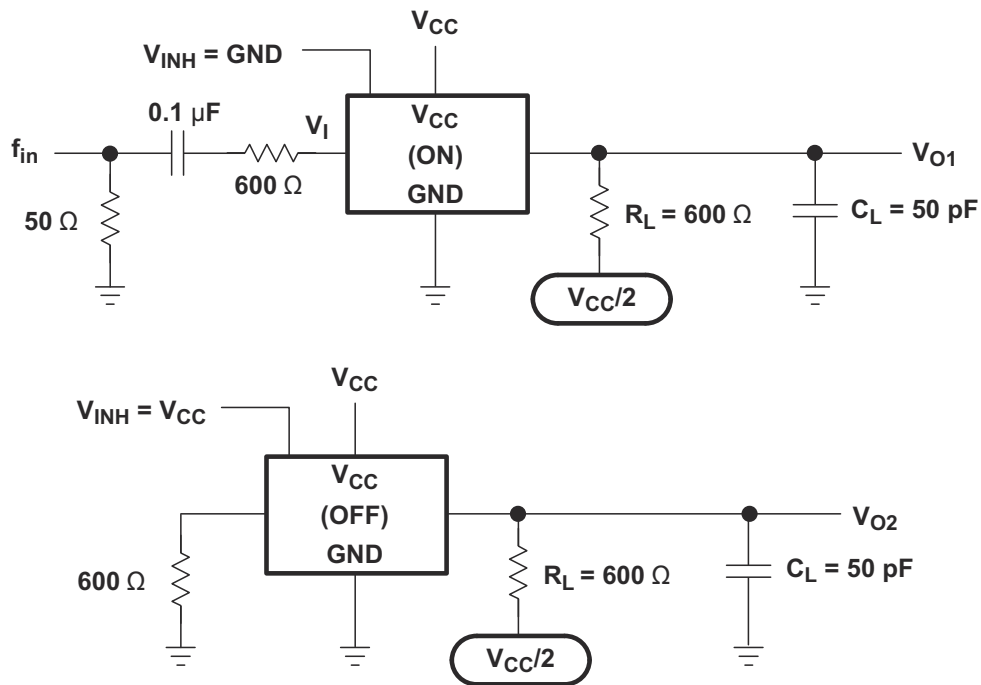 V_CC
V_INH = GND
0.1 µF
V_I
V_CC
(ON)
GND
f_in
600 Ω
50 Ω
V_O1
R_L = 600 Ω
C_L = 50 pF
V_CC/2
V_CC
V_INH = V_CC
V_CC
(OFF)
GND
V_O2
600 Ω
R_L = 600 Ω
C_L = 50 pF
V_CC/2